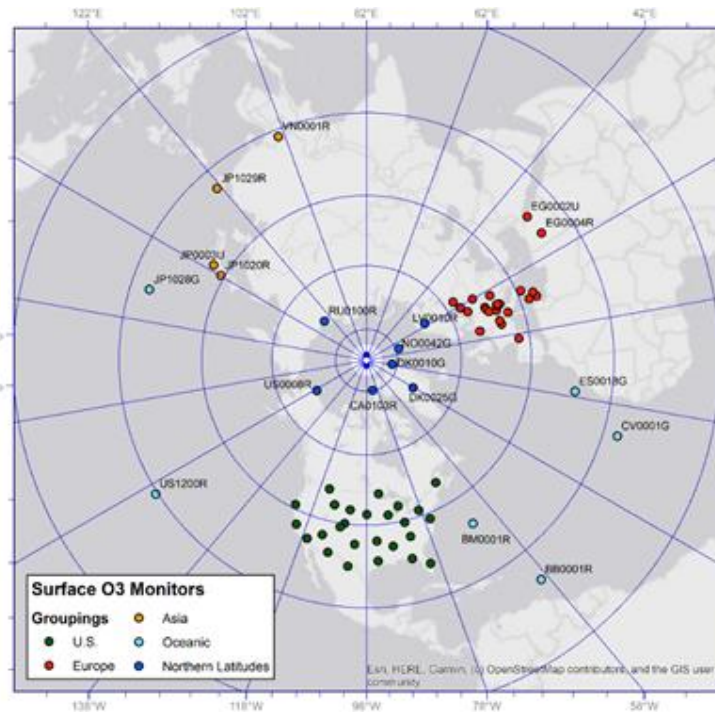 122°E
102°E
82°E
62°E
42°E
VN0001R
JP1029R
EG0002U
EG0004R
JP0003U
JP1020R
JP1028G
RU0100R
LV0010R
NO0042G
DK0010G
US0008R
CA0103R
DK0025G
ES0018G
CV0001G
US1200R
BM0001R
BB0001R
Surface O3 Monitors
Groupings
Asia
U.S.
Oceanic
Europe
Northern Latitudes
Esri, HERE, Garmin, (c) OpenStreetMap contributors, and the GIS user
community
138°W
118°W
98°W
78°W
58°W